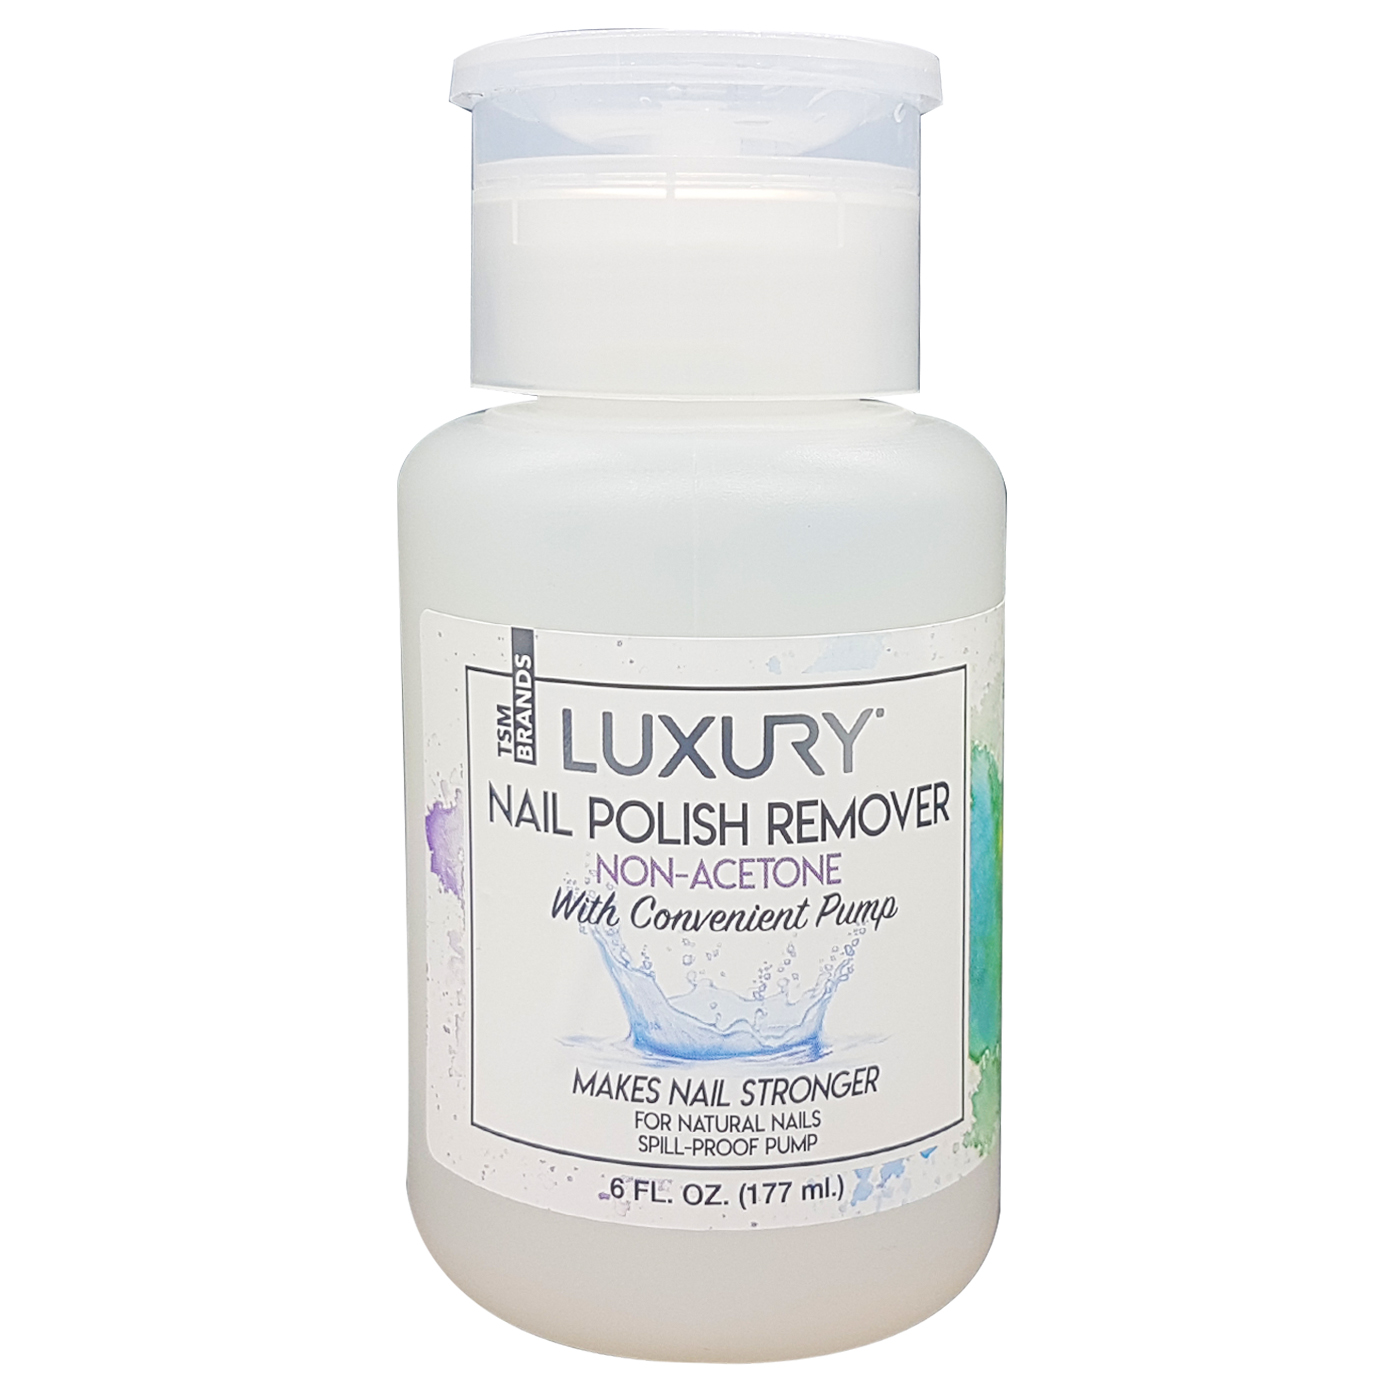 TSM
BRANDS
LUXURY
NAIL POLISH REMOVER
NON-ACETONE
With Convenient Pump
MAKES NAIL STRONGER
FOR NATURAL NAILS
SPILL-PROOF PUMP
6 FL. OZ. (177 ml.)